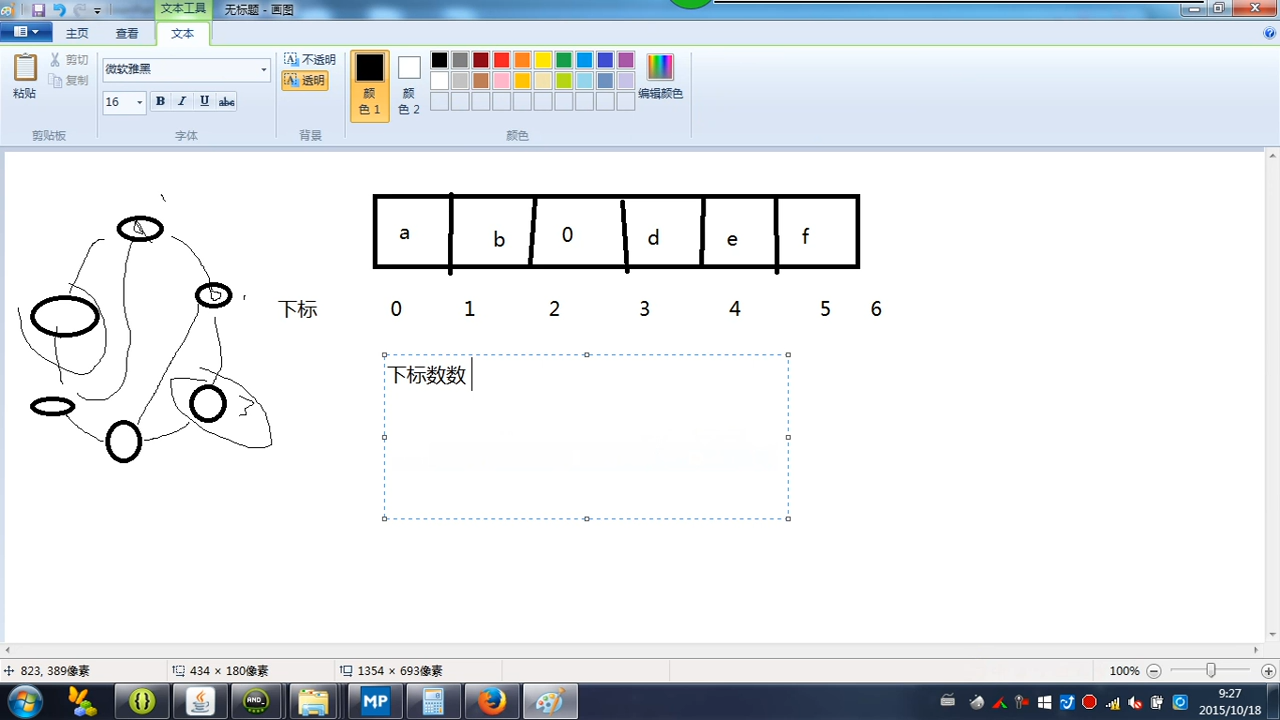 文本工具
无标题 - 画图
主页 查看 文本
粘贴
剪切
复制
剪贴板
微软雅黑
16 B I U abc
字体
不透明
透明
背景
颜色 1
颜色 2
编辑颜色
颜色
a b 0 d e f
下标 0 1 2 3 4 5 6
下标数数
823, 389像素 434 × 180像素 1354 × 693像素 100%
AND_
MP
9:27
2015/10/18